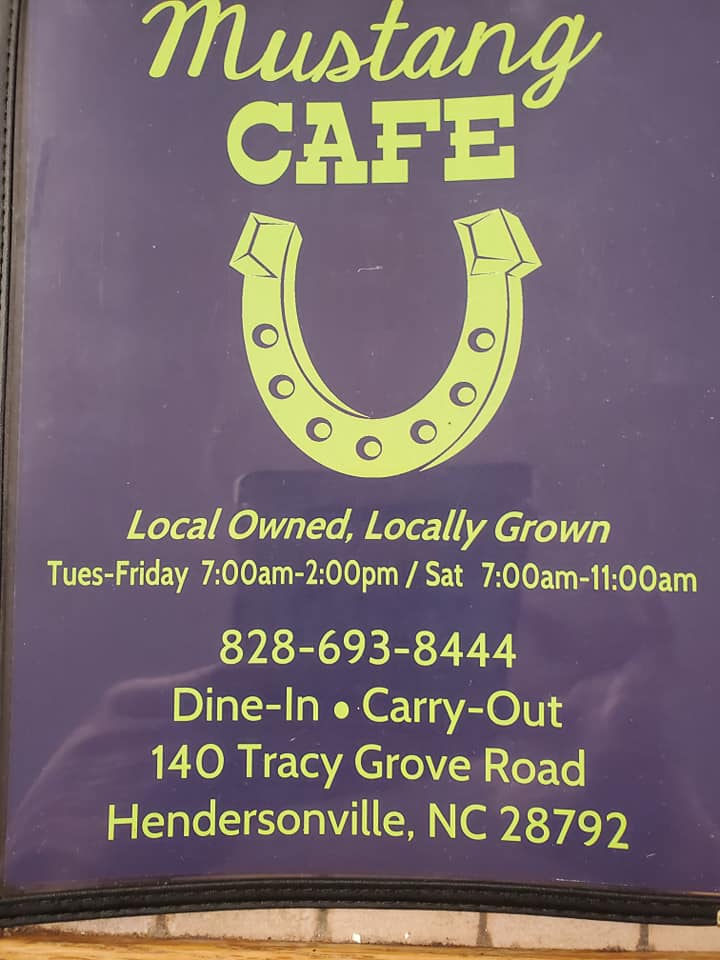 Mustang
CAFE
Local Owned, Locally Grown
Tues-Friday 7:00am-2:00pm / Sat 7:00am-11:00am
828-693-8444
Dine-In • Carry-Out
140 Tracy Grove Road
Hendersonville, NC 28792